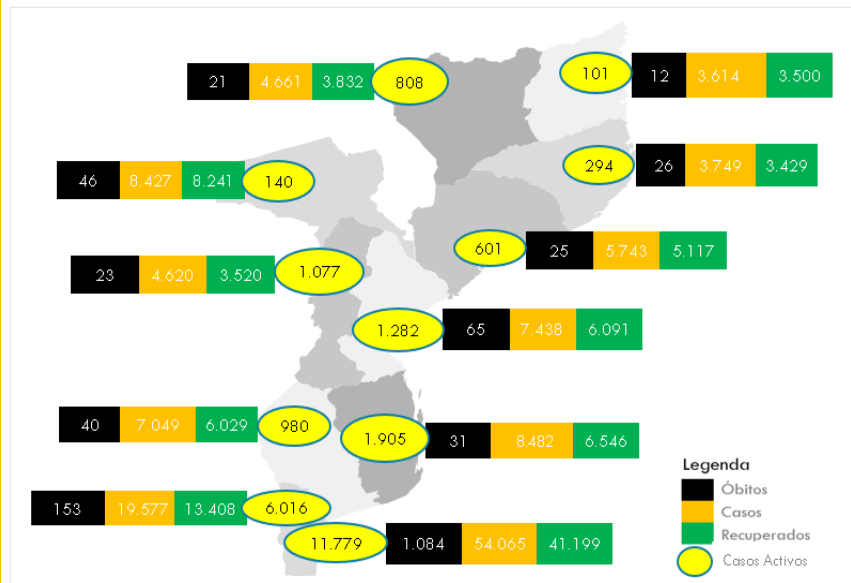 21 4.661 3.832 808
101 12 3.614 3.500
46 8.427 8.241 140
294 26 3.749 3.429
601 25 5.743 5.117
23 4.620 3.520 1.077
1.282 65 7.438 6.091
40 7.049 6.029 980
1.905 31 8.482 6.546
153 19.577 13.408 6.016
11.779 1.084 54.065 41.199
Legenda
Óbitos
Casos
Recuperados
Casos Activos